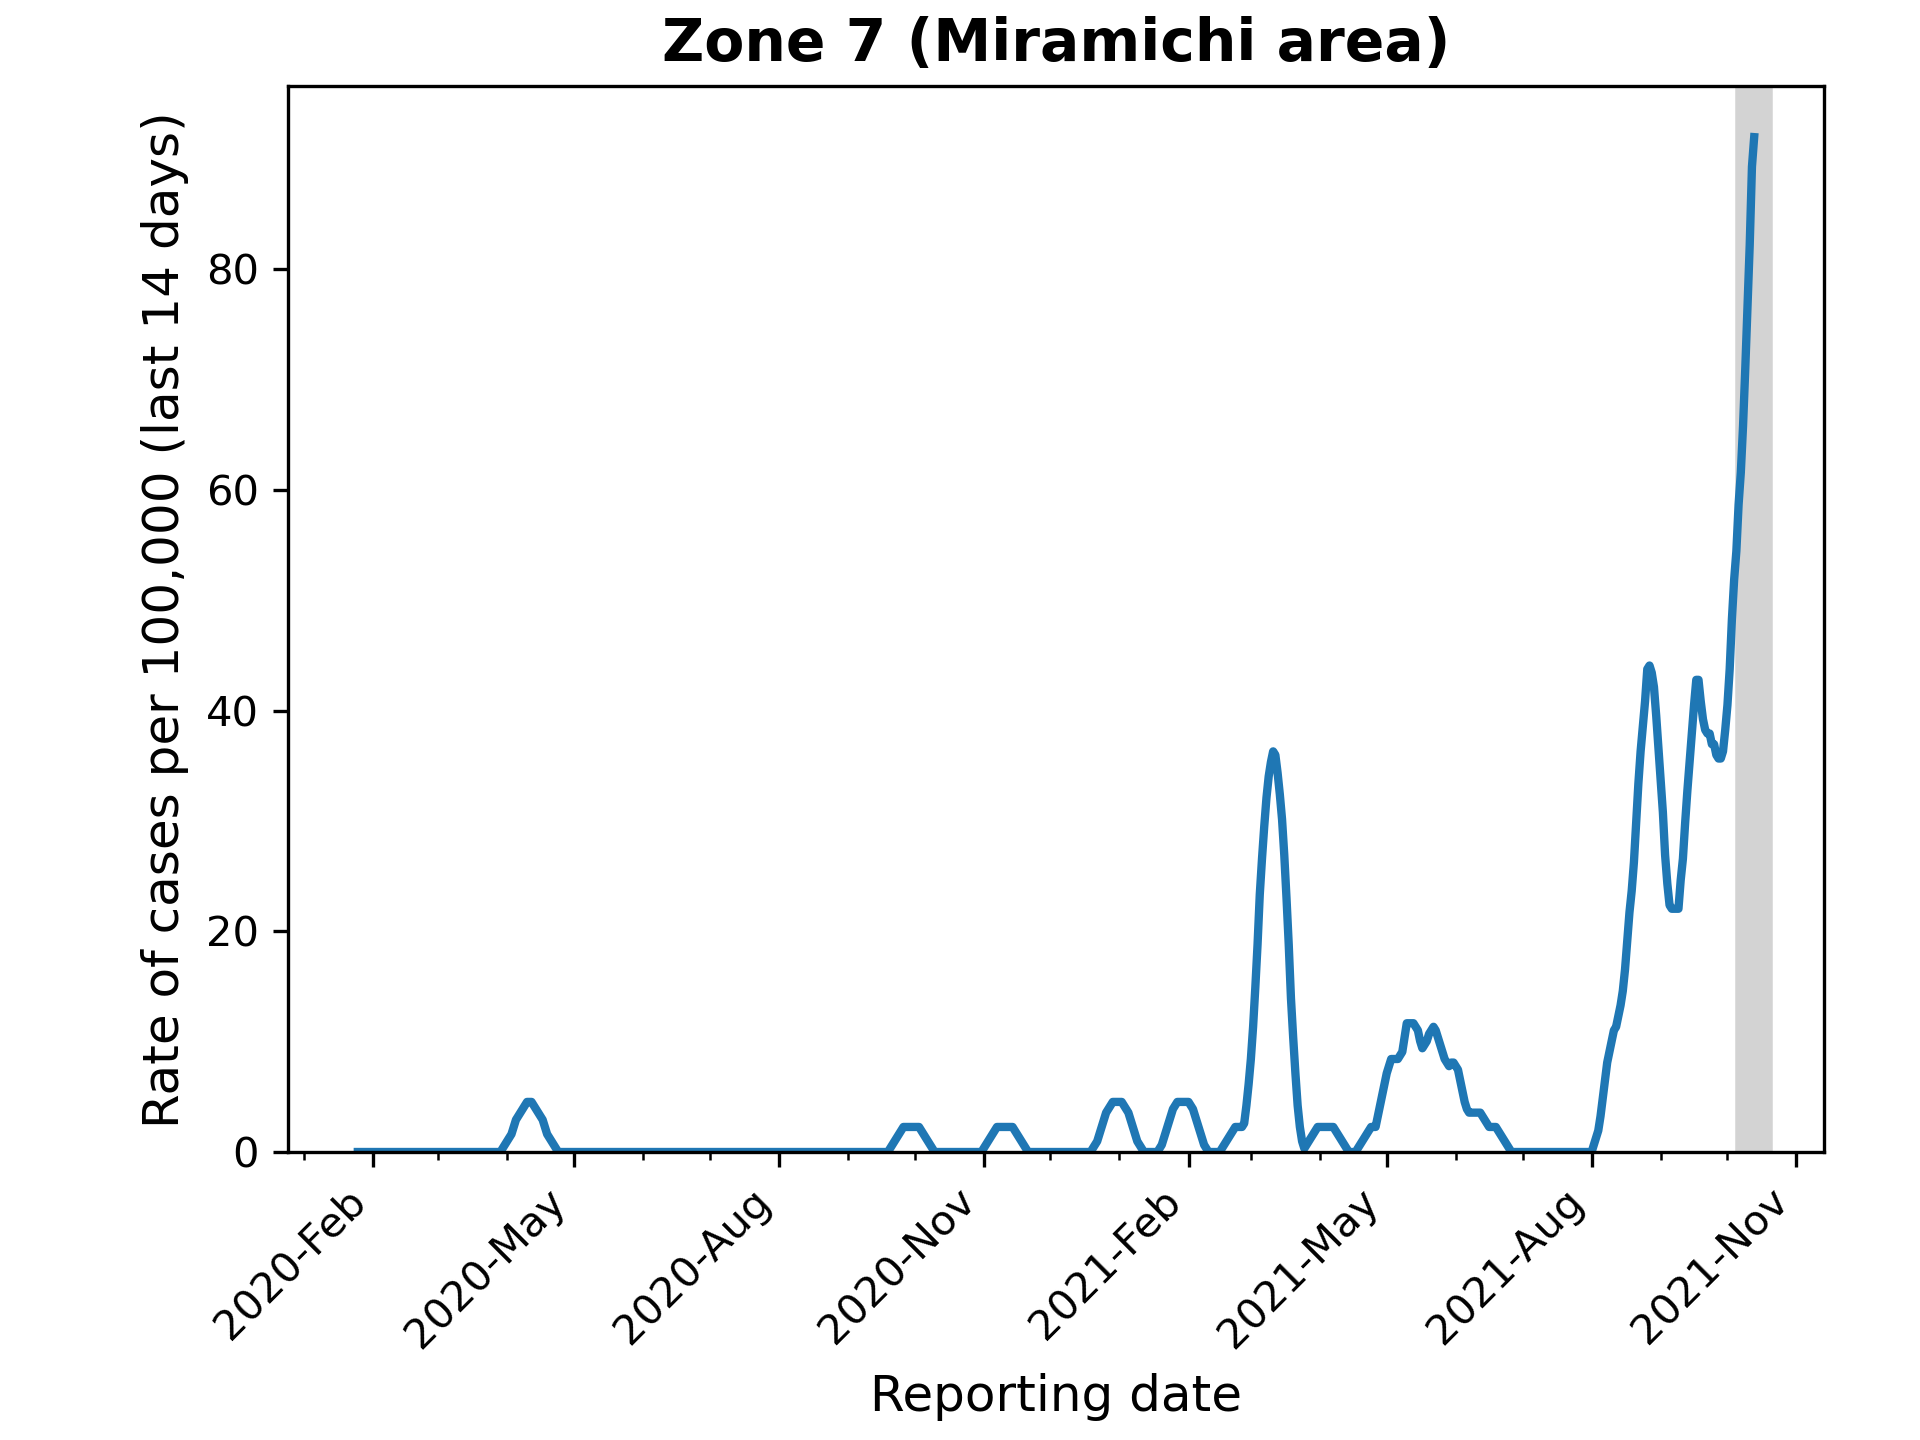 Zone 7 (Miramichi area)
Rate of cases per 100,000 (last 14 days)
80
60
40
20
0
2020-Feb
2020-May
2020-Aug
2020-Nov
2021-Feb
2021-May
2021-Aug
2021-Nov
Reporting date